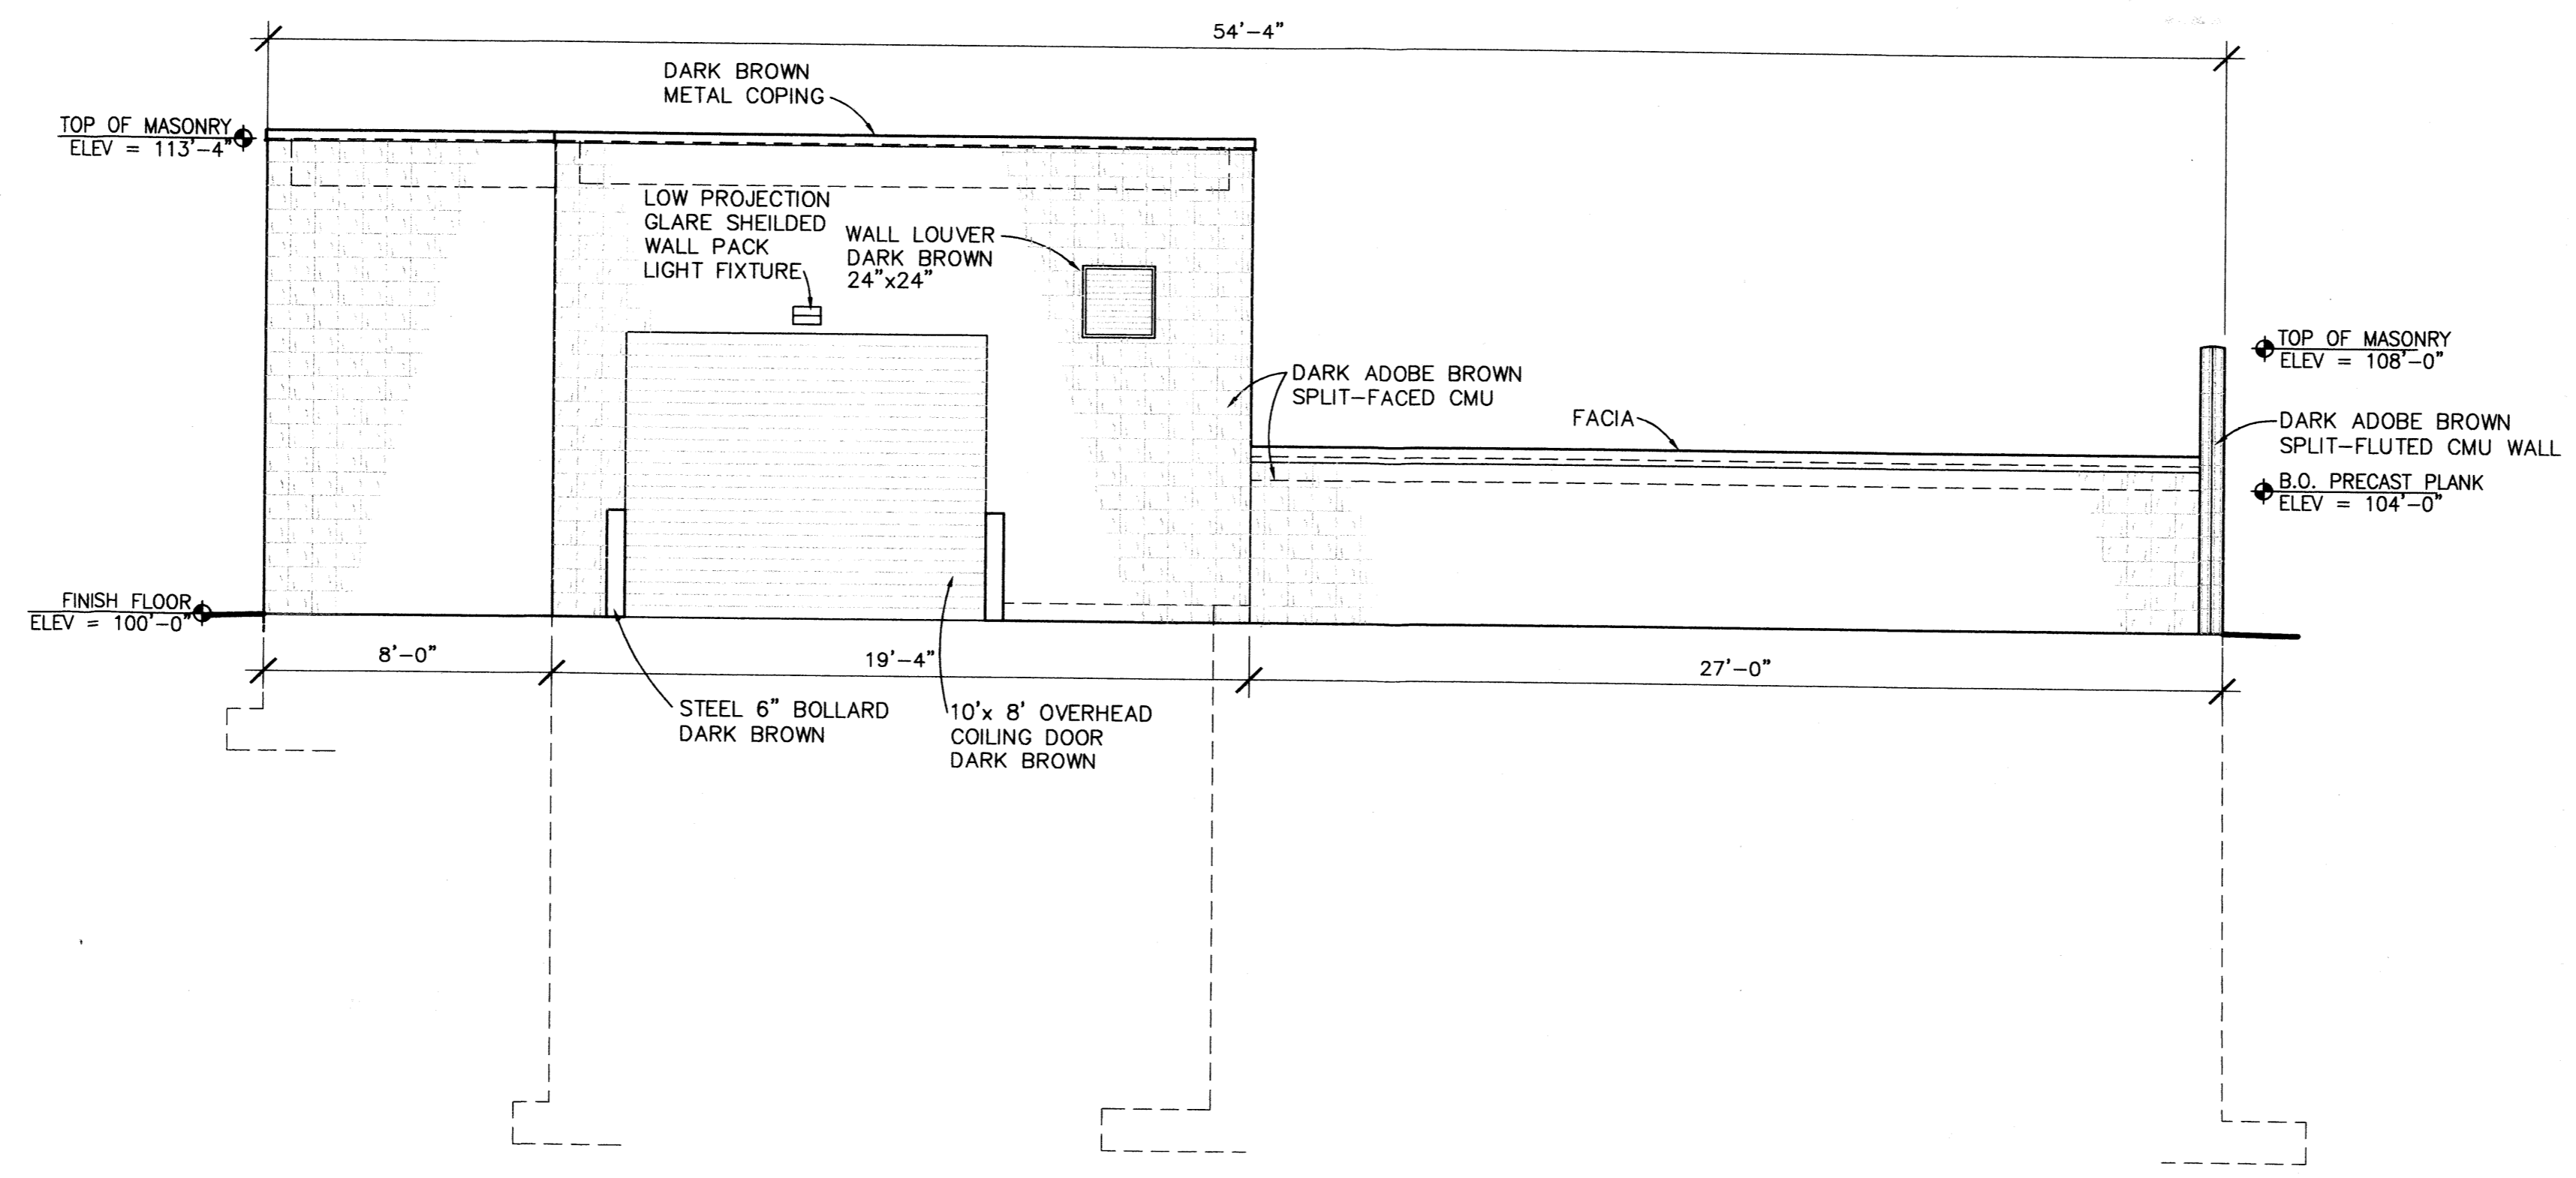 54'-4"
DARK BROWN
METAL COPING
TOP OF MASONRY
ELEV = 113'-4"
LOW PROJECTION
GLARE SHEILDED
WALL PACK
LIGHT FIXTURE
WALL LOUVER
DARK BROWN
24"x24"
TOP OF MASONRY
ELEV = 108'-0"
DARK ADOBE BROWN
SPLIT-FACED CMU
FACIA
DARK ADOBE BROWN
SPLIT-FLUTED CMU WALL
B.O. PRECAST PLANK
ELEV = 104'-0"
FINISH FLOOR
ELEV = 100'-0"
8'-0"
19'-4"
27'-0"
STEEL 6" BOLLARD
DARK BROWN
10'x 8' OVERHEAD
COILING DOOR
DARK BROWN